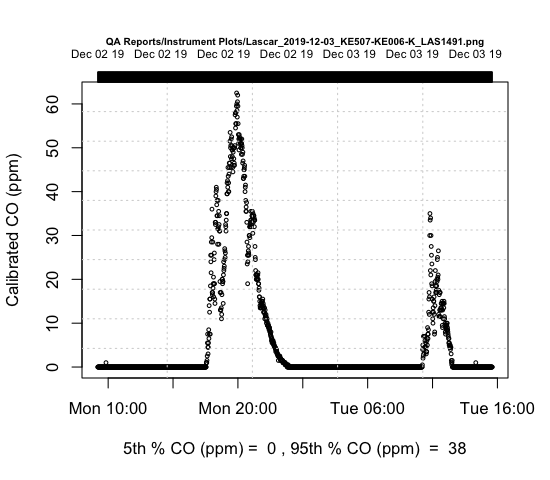 QA Reports/Instrument Plots/Lascar_2019-12-03_KE507-KE006-K_LAS1491.png
Dec 02 19 Dec 02 19 Dec 02 19 Dec 03 19 Dec 03 19 Dec 03 19 Dec 03 19
Calibrated CO (ppm)
60
50
40
30
20
10
0
Mon 10:00 Mon 20:00 Tue 06:00 Tue 16:00
5th % CO (ppm) = 0 , 95th % CO (ppm) = 38